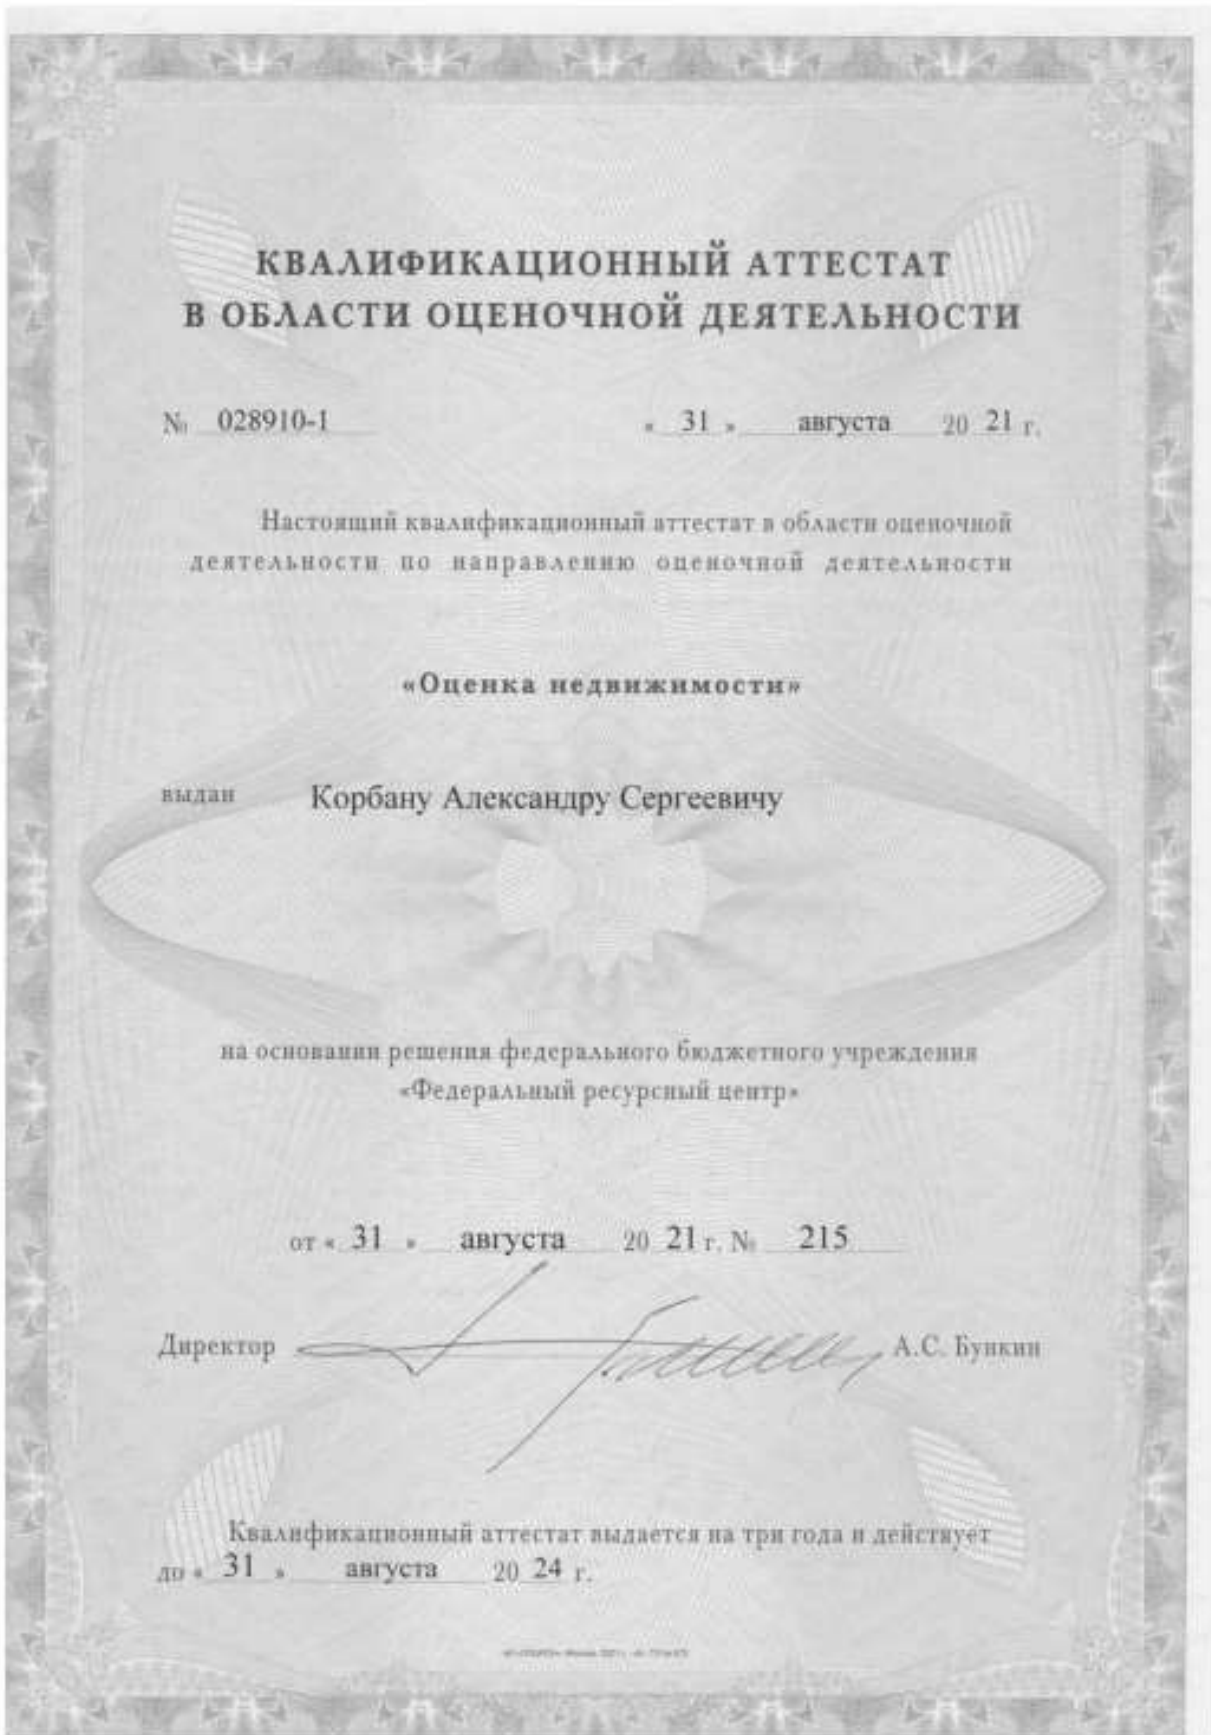 КВАЛИФИКАЦИОННЫЙ АТТЕСТАТ
В ОБЛАСТИ ОЦЕНОЧНОЙ ДЕЯТЕЛЬНОСТИ
№ 028910-1 « 31 » августа 20 21 г.
Настоящий квалификационный аттестат в области оценочной
деятельности по направлению оценочной деятельности
«Оценка недвижимости»
выдан Корбану Александру Сергеевичу
на основании решения федерального бюджетного учреждения
«Федеральный ресурсный центр»
от « 31 » августа 20 21 г. № 215
Директор А.С. Бункин
Квалификационный аттестат выдается на три года и действует
до « 31 » августа 20 24 г.